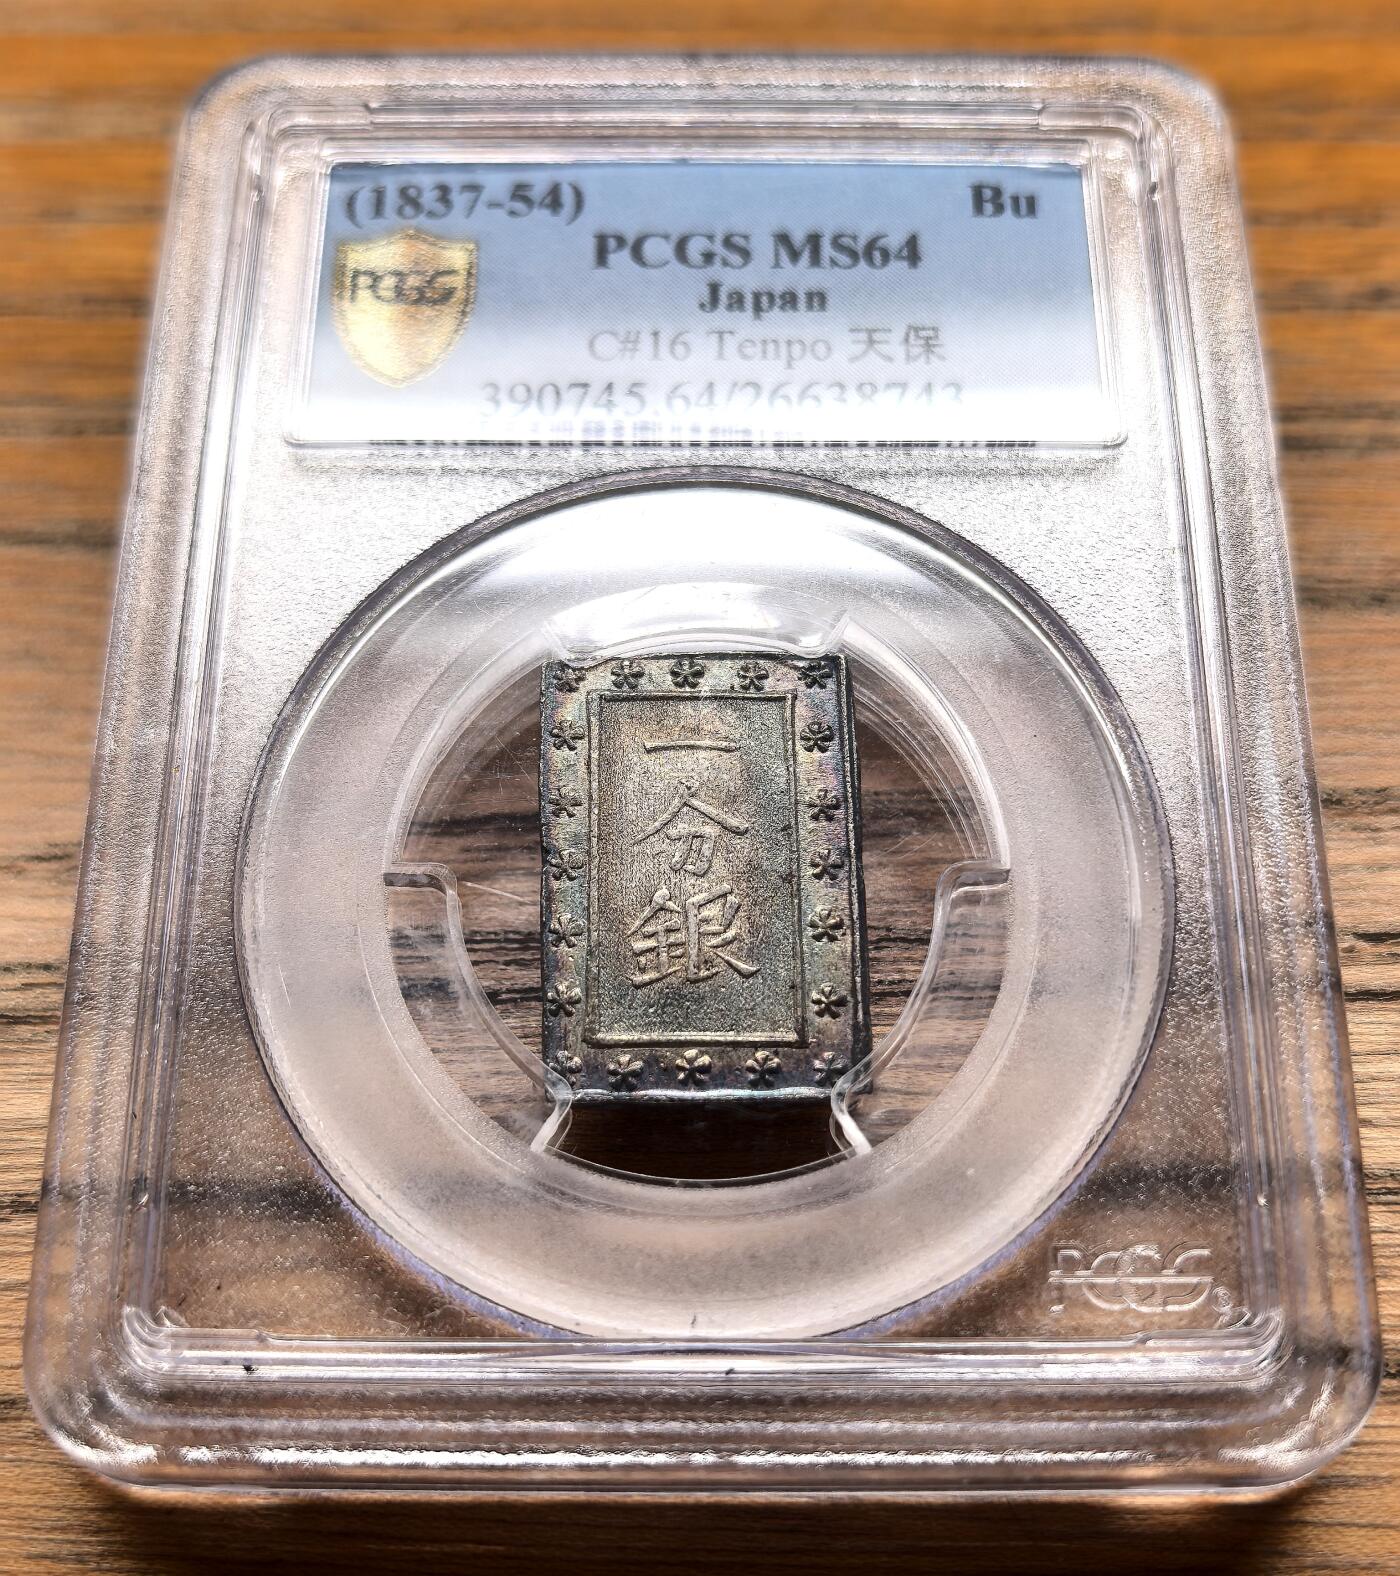 (1837-54) Bu
PCGS
PCGS MS64
Japan
C#16 Tenpo 天保
390745.64/26638743
一
分
銀
PCGS